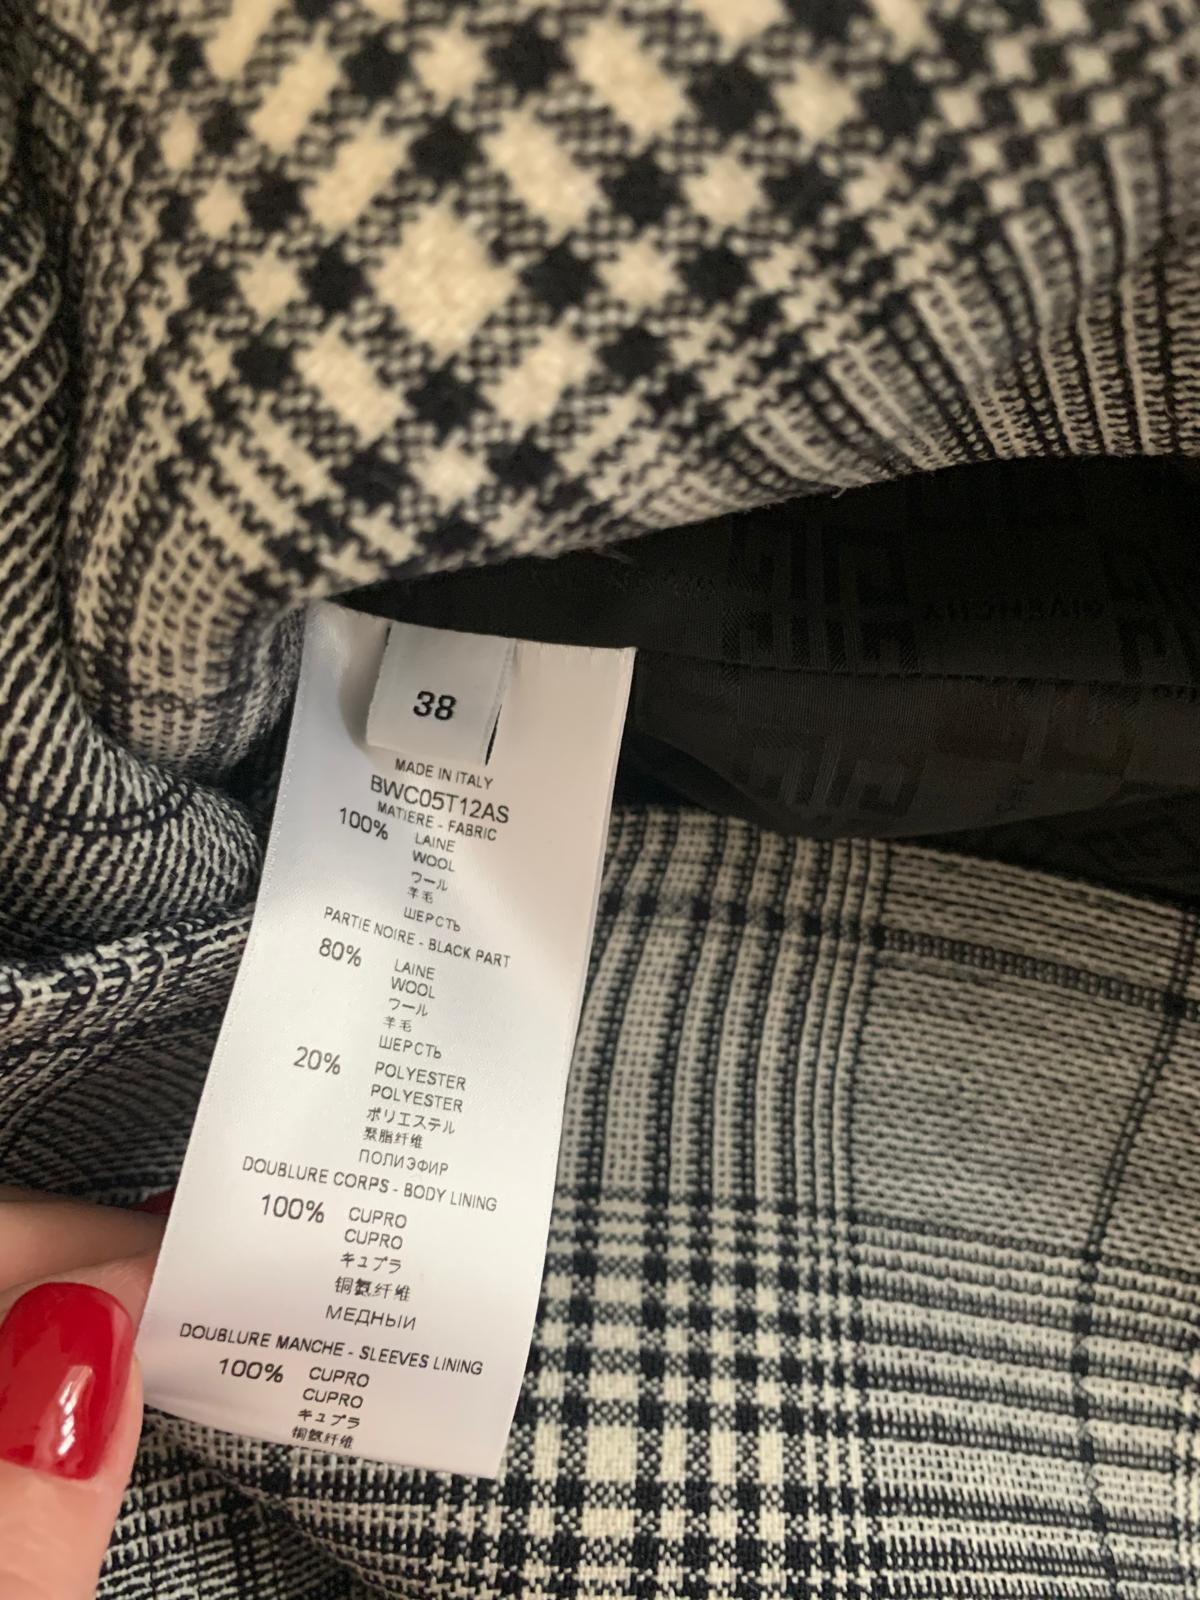 GIVENCHY
38
MADE IN ITALY
BWC05T12AS
MATIERE - FABRIC
100% LAINE
WOOL
ウール
羊毛
ШЕРСТЬ
PARTIE NOIRE - BLACK PART
80% LAINE
WOOL
ウール
羊毛
ШЕРСТЬ
20% POLYESTER
POLYESTER
ポリエステル
聚脂纤维
ПОЛИЭФИР
DOUBLURE CORPS - BODY LINING
100% CUPRO
CUPRO
キュプラ
铜氨纤维
МЕДНЫЙ
DOUBLURE MANCHE - SLEEVES LINING
100% CUPRO
CUPRO
キュプラ
铜氨纤维